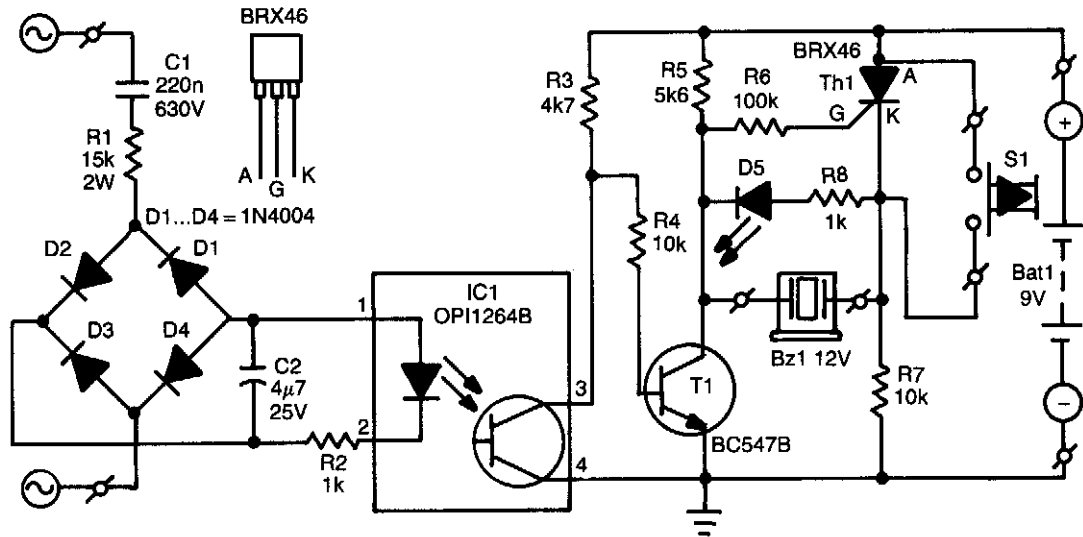 BRX46
C1
220n
630V
R1
15k
2W
A G K
D1...D4 = 1N4004
D2
D1
D3
D4
C2
4μ7
25V
R2
1k
1
2
IC1
OPI1264B
3
4
R3
4k7
R4
10k
R5
5k6
R6
100k
BRX46
Th1
A
G
K
D5
R8
1k
Bz1 12V
T1
BC547B
R7
10k
S1
+
Bat1
9V
−